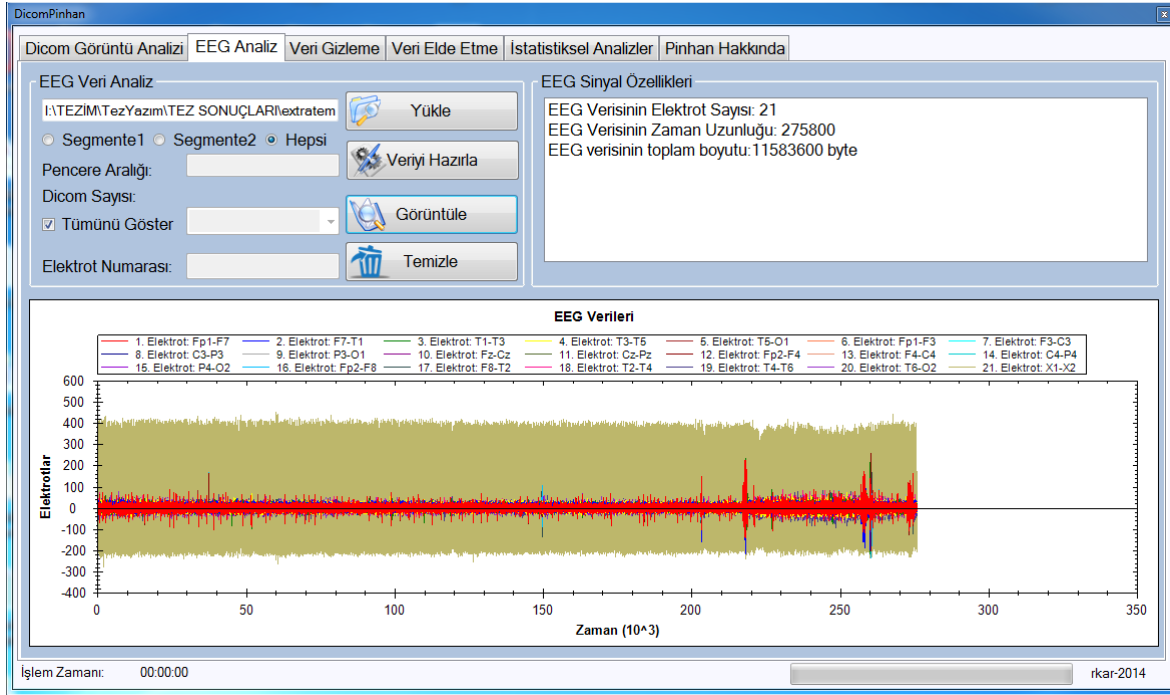 DicomPinhan
Dicom Görüntü Analizi EEG Analiz Veri Gizleme Veri Elde Etme İstatistiksel Analizler Pinhan Hakkında
EEG Veri Analiz
I:\TEZİM\TezYazım\TEZ SONUÇLARI\extratem
Yükle
Segmente1 Segmente2 Hepsi
Pencere Aralığı:
Veriyi Hazırla
Dicom Sayısı:
Tümünü Göster
Görüntüle
Elektrot Numarası:
Temizle
EEG Sinyal Özellikleri
EEG Verisinin Elektrot Sayısı: 21
EEG Verisinin Zaman Uzunluğu: 275800
EEG verisinin toplam boyutu:11583600 byte
EEG Verileri
1. Elektrot: Fp1-F7 2. Elektrot: F7-T1 3. Elektrot: T1-T3 4. Elektrot: T3-T5 5. Elektrot: T5-O1 6. Elektrot: Fp1-F3 7. Elektrot: F3-C3
8. Elektrot: C3-P3 9. Elektrot: P3-O1 10. Elektrot: Fz-Cz 11. Elektrot: Cz-Pz 12. Elektrot: Fp2-F4 13. Elektrot: F4-C4 14. Elektrot: C4-P4
15. Elektrot: P4-O2 16. Elektrot: Fp2-F8 17. Elektrot: F8-T2 18. Elektrot: T2-T4 19. Elektrot: T4-T6 20. Elektrot: T6-O2 21. Elektrot: X1-X2
Elektrotlar
600
500
400
300
200
100
0
-100
-200
-300
-400
0 50 100 150 200 250 300 350
Zaman (10^3)
İşlem Zamanı: 00:00:00
rkar-2014